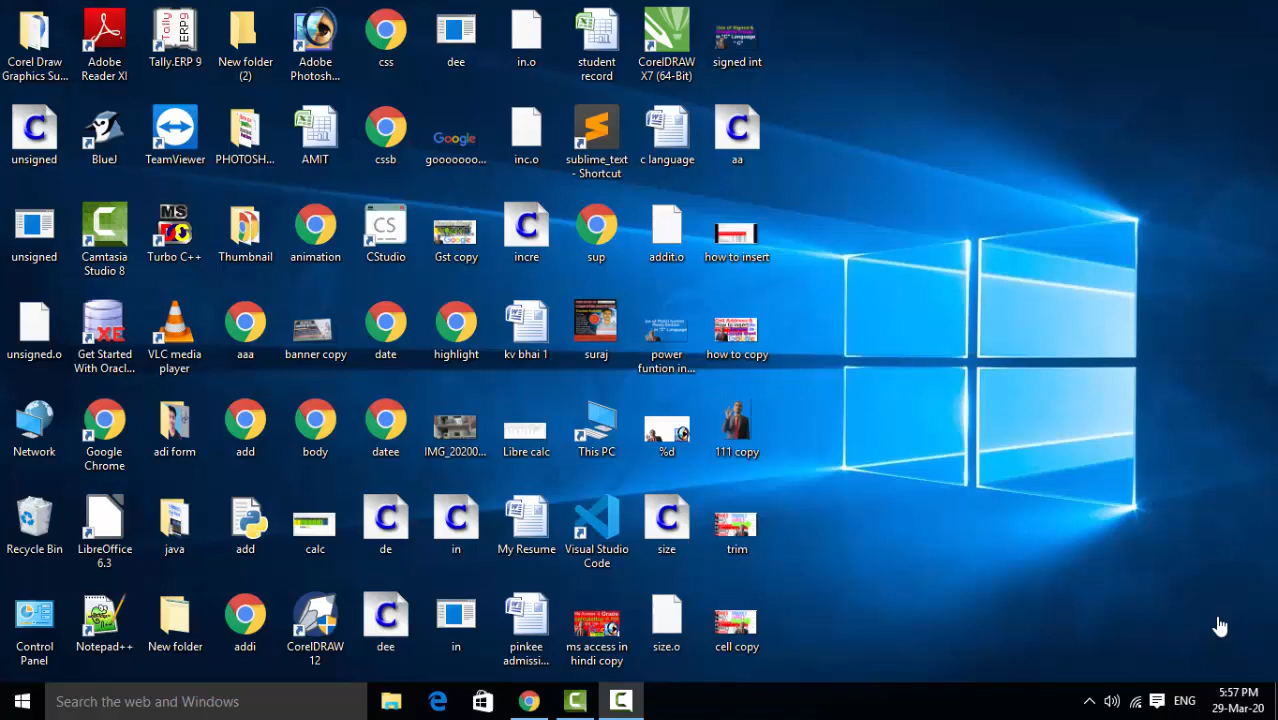 Corel Draw
Graphics Su...
Adobe
Reader XI
Tally.ERP 9
New folder
(2)
Adobe
Photosh...
css
dee
in.o
student
record
CorelDRAW
X7 (64-Bit)
signed int
unsigned
BlueJ
TeamViewer
PHOTOSH...
AMIT
cssb
Google
gooooooo...
inc.o
sublime_text
- Shortcut
c language
aa
unsigned
Camtasia
Studio 8
MS
Turbo C++
Thumbnail
animation
CS
CStudio
Gst copy
incre
sup
addit.o
how to insert
unsigned.o
XE
Get Started
With Oracl...
VLC media
player
aaa
banner copy
date
highlight
kv bhai 1
suraj
power
funtion in...
how to copy
Network
Google
Chrome
adi form
add
body
datee
IMG_20200...
Libre calc
This PC
%d
111 copy
Recycle Bin
LibreOffice
6.3
java
add
calc
de
in
My Resume
Visual Studio
Code
size
trim
Control
Panel
Notepad++
New folder
addi
CorelDRAW
12
dee
in
pinkee
admissi...
ms access in
hindi copy
size.o
cell copy
Search the web and Windows
ENG
5:57 PM
29-Mar-20